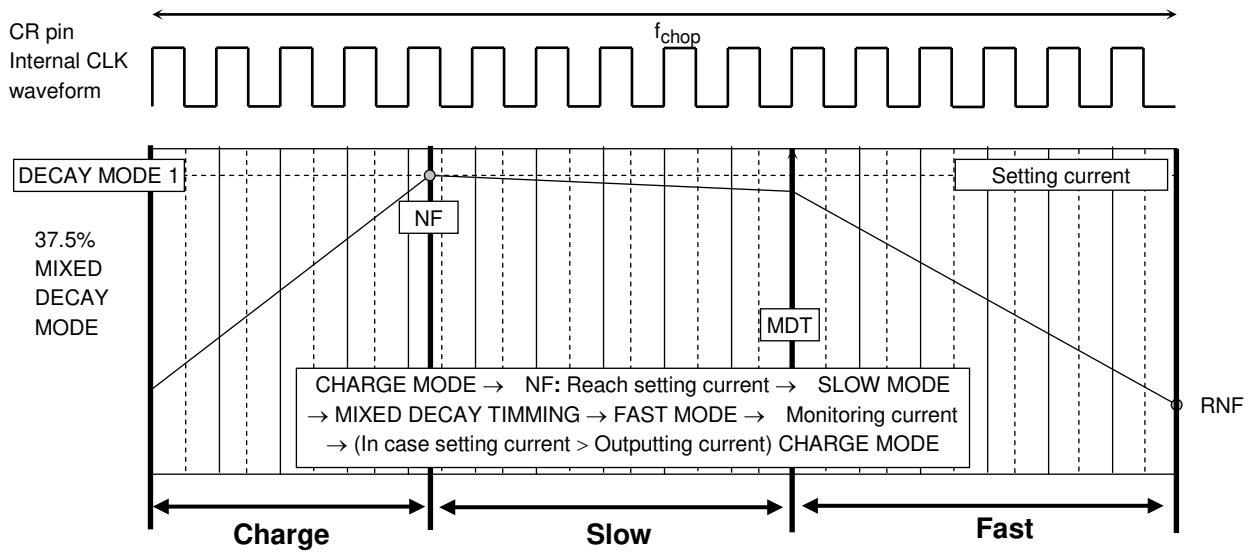 CR pin
Internal CLK
waveform
fchop
DECAY MODE 1
Setting current
NF
37.5%
MIXED
DECAY
MODE
MDT
CHARGE MODE → NF: Reach setting current → SLOW MODE
→ MIXED DECAY TIMMING → FAST MODE → Monitoring current
→ (In case setting current > Outputting current) CHARGE MODE
RNF
Charge
Slow
Fast